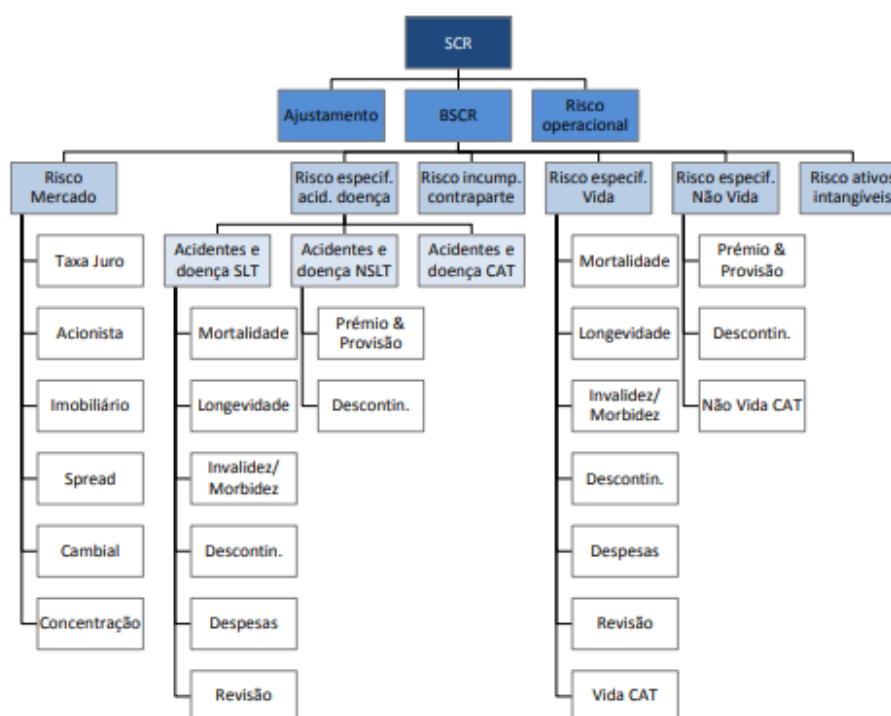 SCR
Ajustamento
BSCR
Risco
operacional
Risco
Mercado
Risco especif.
acid. doença
Risco incump.
contraparte
Risco especif.
Vida
Risco especif.
Não Vida
Risco ativos
intangíveis
Taxa Juro
Acionista
Imobiliário
Spread
Cambial
Concentração
Acidentes e
doença SLT
Acidentes e
doença NSLT
Acidentes e
doença CAT
Mortalidade
Longevidade
Invalidez/
Morbidez
Descontin.
Despesas
Revisão
Prémio &
Provisão
Descontin.
Mortalidade
Longevidade
Invalidez/
Morbidez
Descontin.
Despesas
Revisão
Vida CAT
Prémio &
Provisão
Descontin.
Não Vida CAT